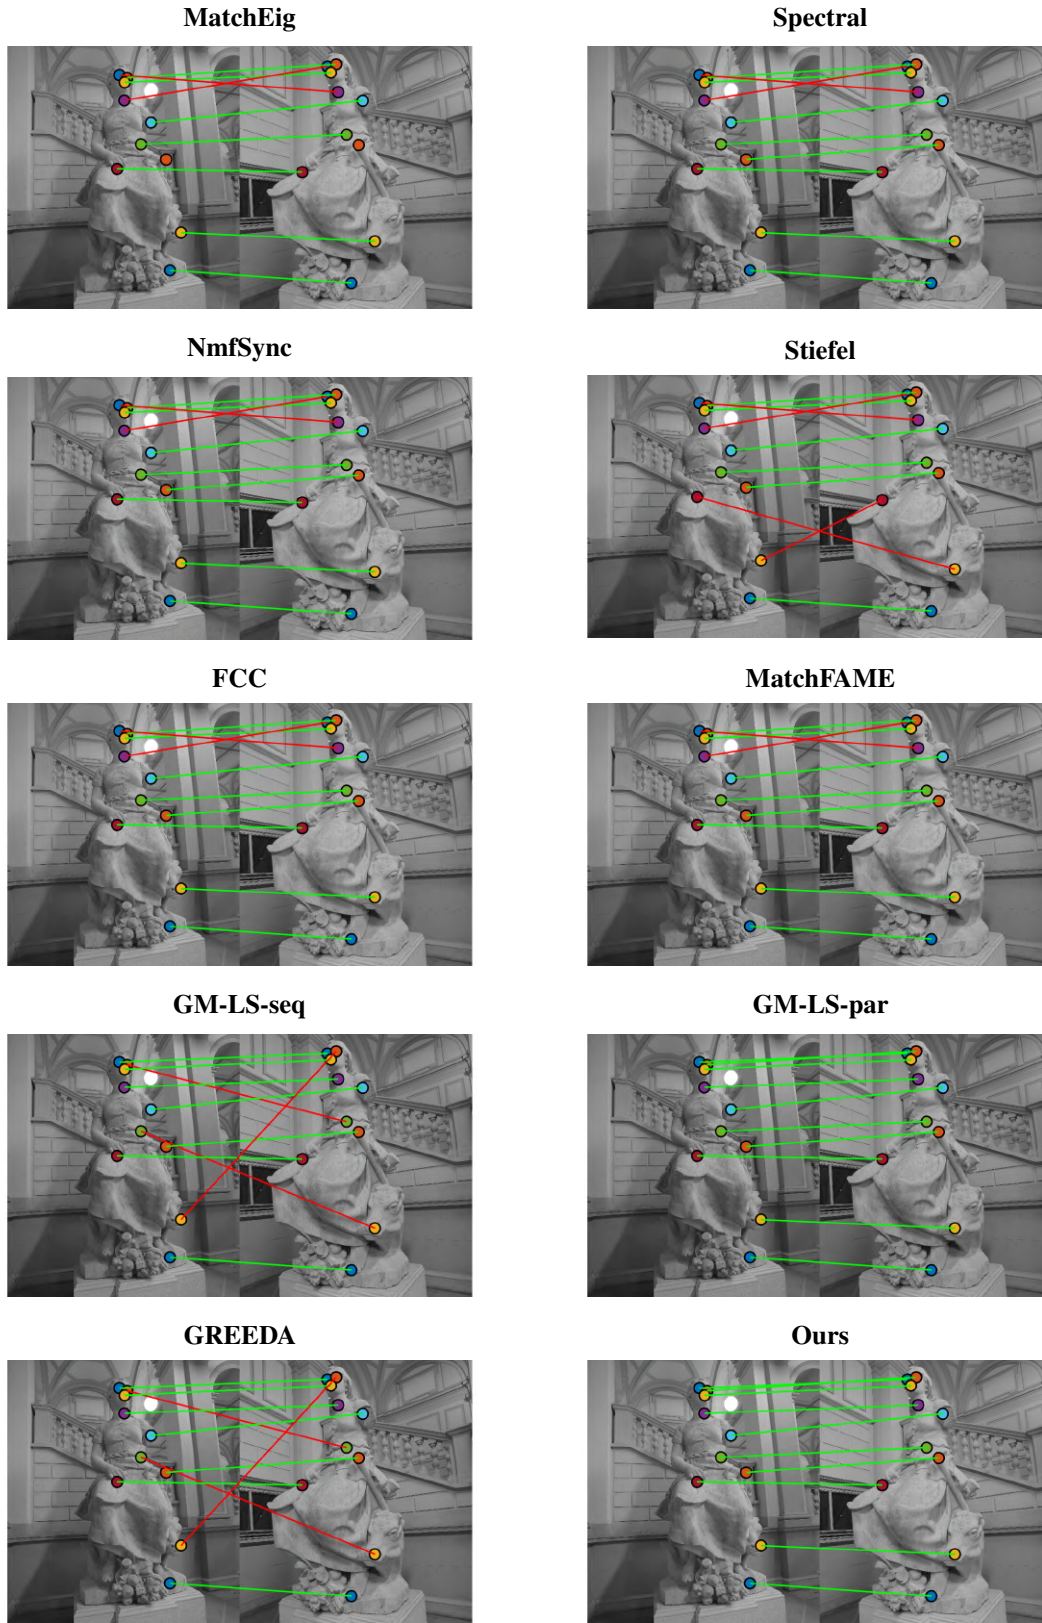 MatchEig
Spectral
NmfSync
Stiefel
FCC
MatchFAME
GM-LS-seq
GM-LS-par
GREEDA
Ours